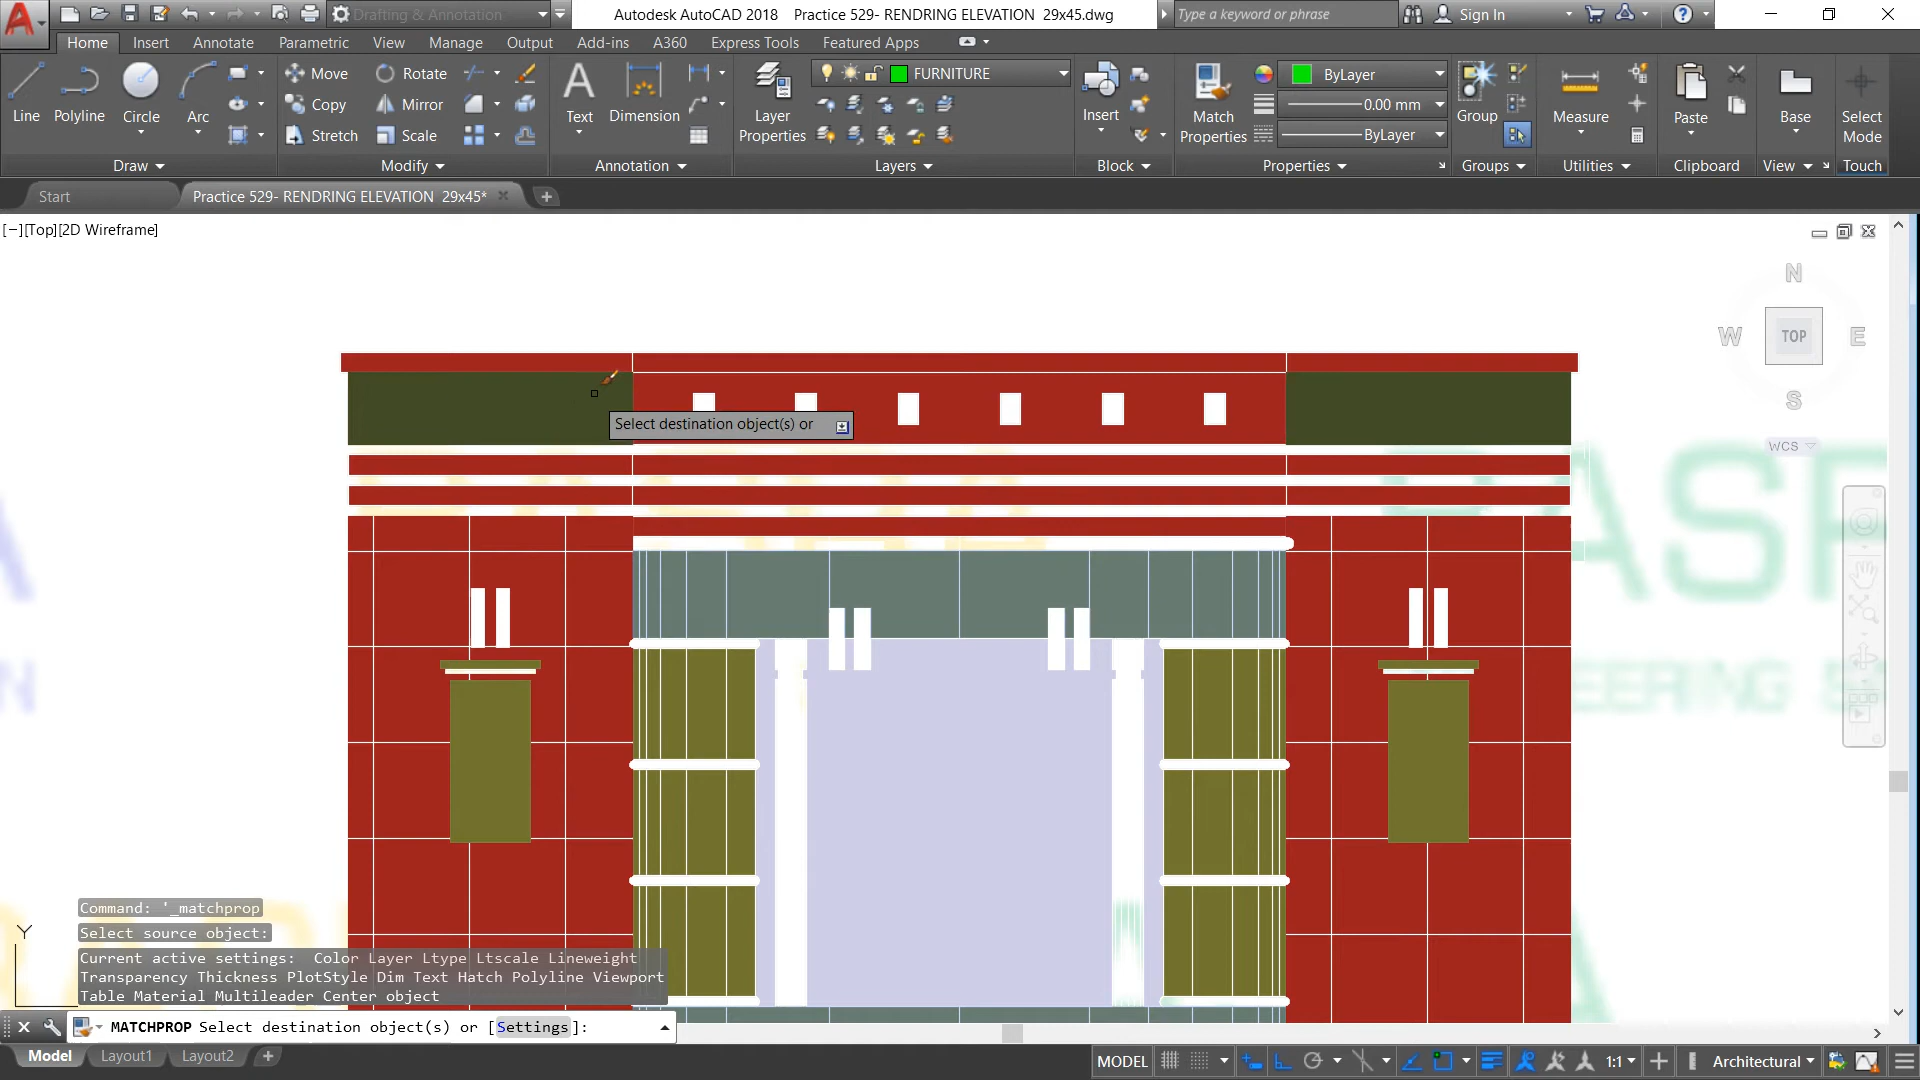 Drafting & Annotation
Autodesk AutoCAD 2018 Practice 529- RENDRING ELEVATION 29x45.dwg
Type a keyword or phrase
Sign In
Home Insert Annotate Parametric View Manage Output Add-ins A360 Express Tools Featured Apps
Line
Polyline
Circle
Arc
Move
Rotate
Copy
Mirror
Stretch
Scale
Text
Dimension
Layer
Properties
FURNITURE
Insert
Match
Properties
ByLayer
0.00 mm
ByLayer
Group
Measure
Paste
Base
Select
Mode
Draw
Modify
Annotation
Layers
Block
Properties
Groups
Utilities
Clipboard
View
Touch
Start
Practice 529- RENDRING ELEVATION 29x45*
[−][Top][2D Wireframe]
N
W
TOP
E
S
WCS
Select destination object(s) or
Command: '_matchprop
Select source object:
Current active settings: Color Layer Ltype Ltscale Lineweight
Transparency Thickness PlotStyle Dim Text Hatch Polyline Viewport
Table Material Multileader Center object
Y
MATCHPROP Select destination object(s) or [Settings]:
Model Layout1 Layout2
MODEL
1:1
Architectural